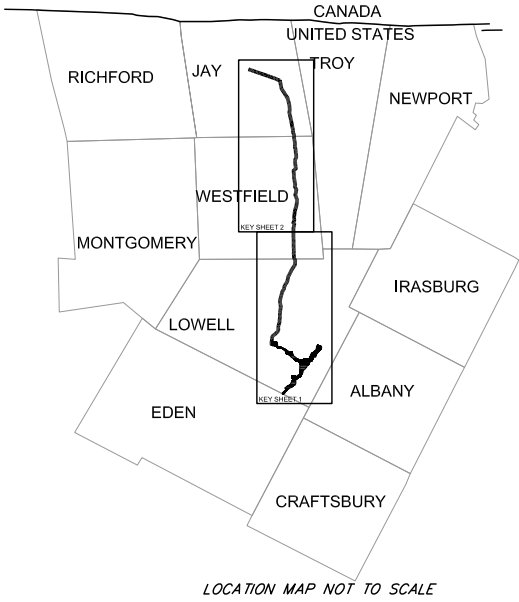 CANADA
UNITED STATES
RICHFORD
JAY
TROY
NEWPORT
WESTFIELD
KEY SHEET 2
MONTGOMERY
IRASBURG
LOWELL
ALBANY
KEY SHEET 1
EDEN
CRAFTSBURY
LOCATION MAP NOT TO SCALE